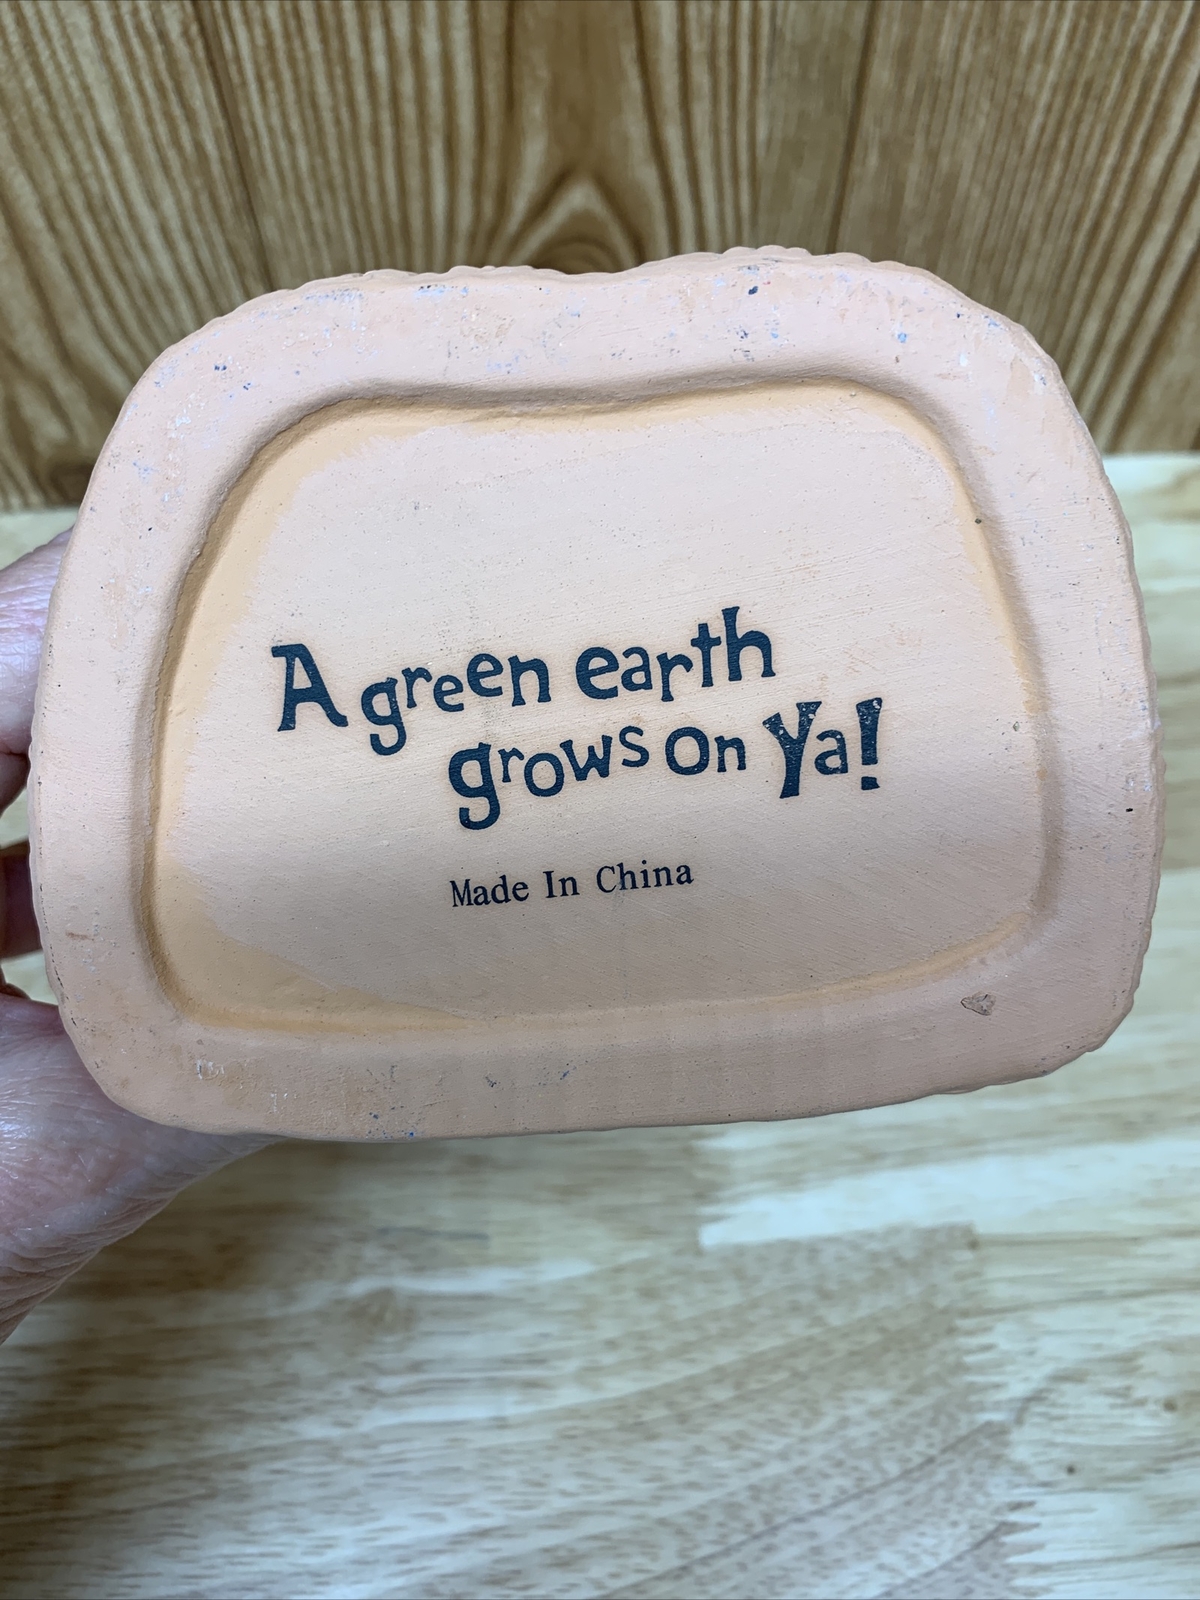 A green earth
grows on Ya!
Made In China